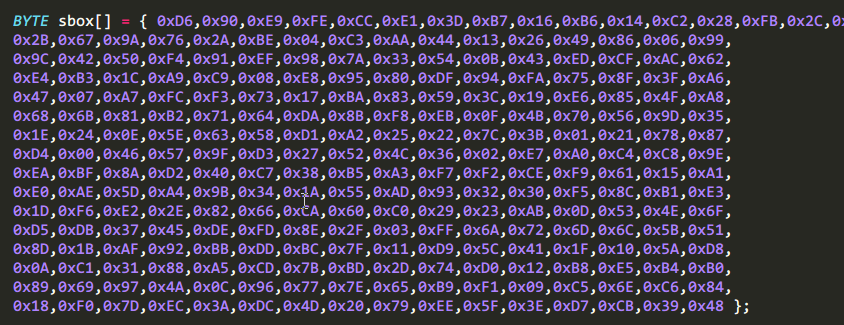 BYTE sbox[] = { 0xD6,0x90,0xE9,0xFE,0xCC,0xE1,0x3D,0xB7,0x16,0xB6,0x14,0xC2,0x28,0xFB,0x2C,0
0x2B,0x67,0x9A,0x76,0x2A,0xBE,0x04,0xC3,0xAA,0x44,0x13,0x26,0x49,0x86,0x06,0x99,
0x9C,0x42,0x50,0xF4,0x91,0xEF,0x98,0x7A,0x33,0x54,0x0B,0x43,0xED,0xCF,0xAC,0x62,
0xE4,0xB3,0x1C,0xA9,0xC9,0x08,0xE8,0x95,0x80,0xDF,0x94,0xFA,0x75,0x8F,0x3F,0xA6,
0x47,0x07,0xA7,0xFC,0xF3,0x73,0x17,0xBA,0x83,0x59,0x3C,0x19,0xE6,0x85,0x4F,0xA8,
0x68,0x6B,0x81,0xB2,0x71,0x64,0xDA,0x8B,0xF8,0xEB,0x0F,0x4B,0x70,0x56,0x9D,0x35,
0x1E,0x24,0x0E,0x5E,0x63,0x58,0xD1,0xA2,0x25,0x22,0x7C,0x3B,0x01,0x21,0x78,0x87,
0xD4,0x00,0x46,0x57,0x9F,0xD3,0x27,0x52,0x4C,0x36,0x02,0xE7,0xA0,0xC4,0xC8,0x9E,
0xEA,0xBF,0x8A,0xD2,0x40,0xC7,0x38,0xB5,0xA3,0xF7,0xF2,0xCE,0xF9,0x61,0x15,0xA1,
0xE0,0xAE,0x5D,0xA4,0x9B,0x34,0x1A,0x55,0xAD,0x93,0x32,0x30,0xF5,0x8C,0xB1,0xE3,
0x1D,0xF6,0xE2,0x2E,0x82,0x66,0xCA,0x60,0xC0,0x29,0x23,0xAB,0x0D,0x53,0x4E,0x6F,
0xD5,0xDB,0x37,0x45,0xDE,0xFD,0x8E,0x2F,0x03,0xFF,0x6A,0x72,0x6D,0x6C,0x5B,0x51,
0x8D,0x1B,0xAF,0x92,0xBB,0xDD,0xBC,0x7F,0x11,0xD9,0x5C,0x41,0x1F,0x10,0x5A,0xD8,
0x0A,0xC1,0x31,0x88,0xA5,0xCD,0x7B,0xBD,0x2D,0x74,0xD0,0x12,0xB8,0xE5,0xB4,0xB0,
0x89,0x69,0x97,0x4A,0x0C,0x96,0x77,0x7E,0x65,0xB9,0xF1,0x09,0xC5,0x6E,0xC6,0x84,
0x18,0xF0,0x7D,0xEC,0x3A,0xDC,0x4D,0x20,0x79,0xEE,0x5F,0x3E,0xD7,0xCB,0x39,0x48 };